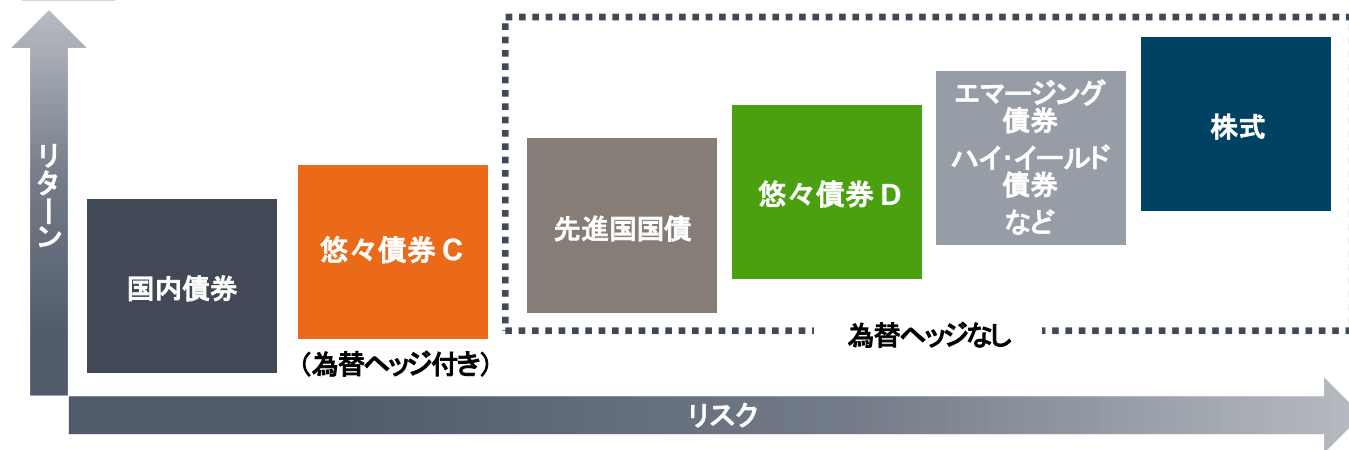 リターン
国内債券
悠々債券 C
(為替ヘッジ付き)
先進国国債
悠々債券 D
エマージング
債券
ハイ・イールド
債券
など
株式
為替ヘッジなし
リスク